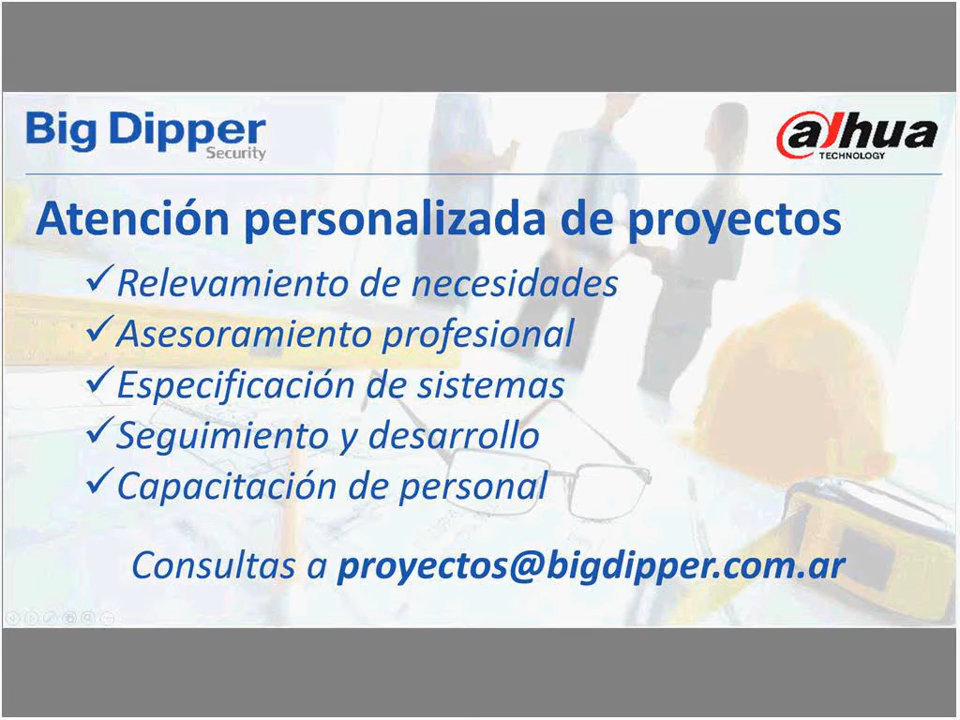 Big Dipper
Security
alhua
TECHNOLOGY
Atención personalizada de proyectos
✓Relevamiento de necesidades
✓Asesoramiento profesional
✓Especificación de sistemas
✓Seguimiento y desarrollo
✓Capacitación de personal
Consultas a proyectos@bigdipper.com.ar